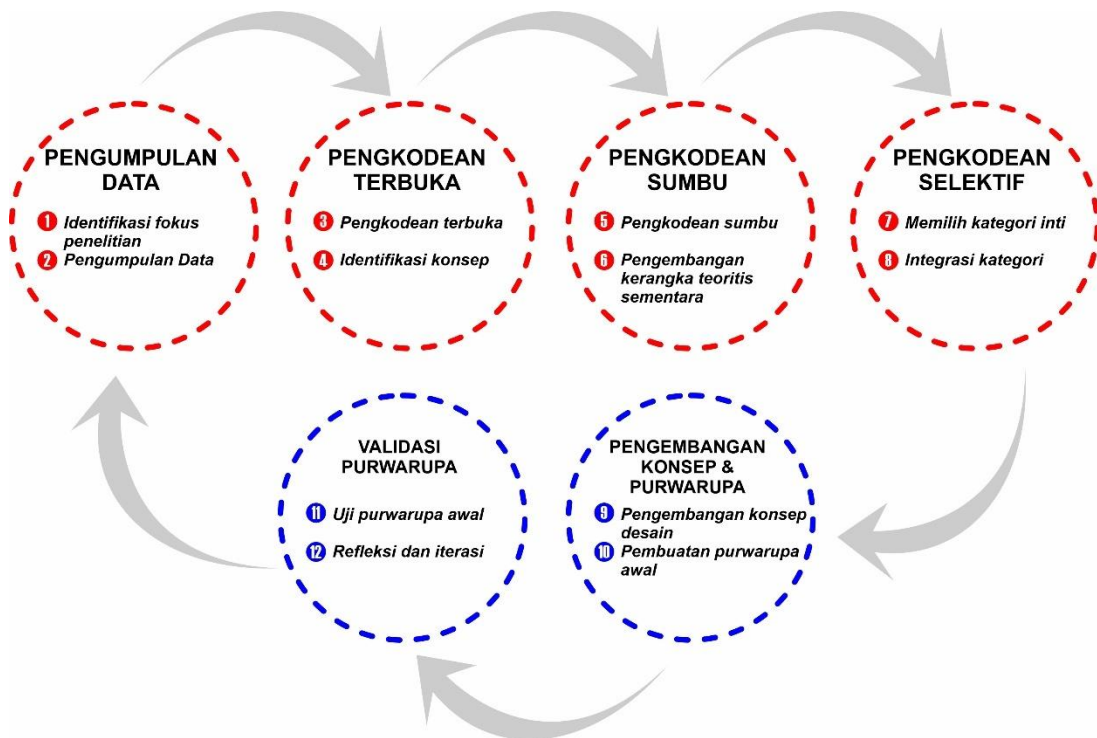 PENGUMPULAN
DATA
1 Identifikasi fokus
penelitian
2 Pengumpulan Data
PENGKODEAN
TERBUKA
3 Pengkodean terbuka
4 Identifikasi konsep
PENGKODEAN
SUMBU
5 Pengkodean sumbu
6 Pengembangan
kerangka teoritis
sementara
PENGKODEAN
SELEKTIF
7 Memilih kategori inti
8 Integrasi kategori
VALIDASI
PURWARUPA
11 Uji purwarupa awal
12 Refleksi dan iterasi
PENGEMBANGAN
KONSEP &
PURWARUPA
9 Pengembangan konsep
desain
10 Pembuatan purwarupa
awal